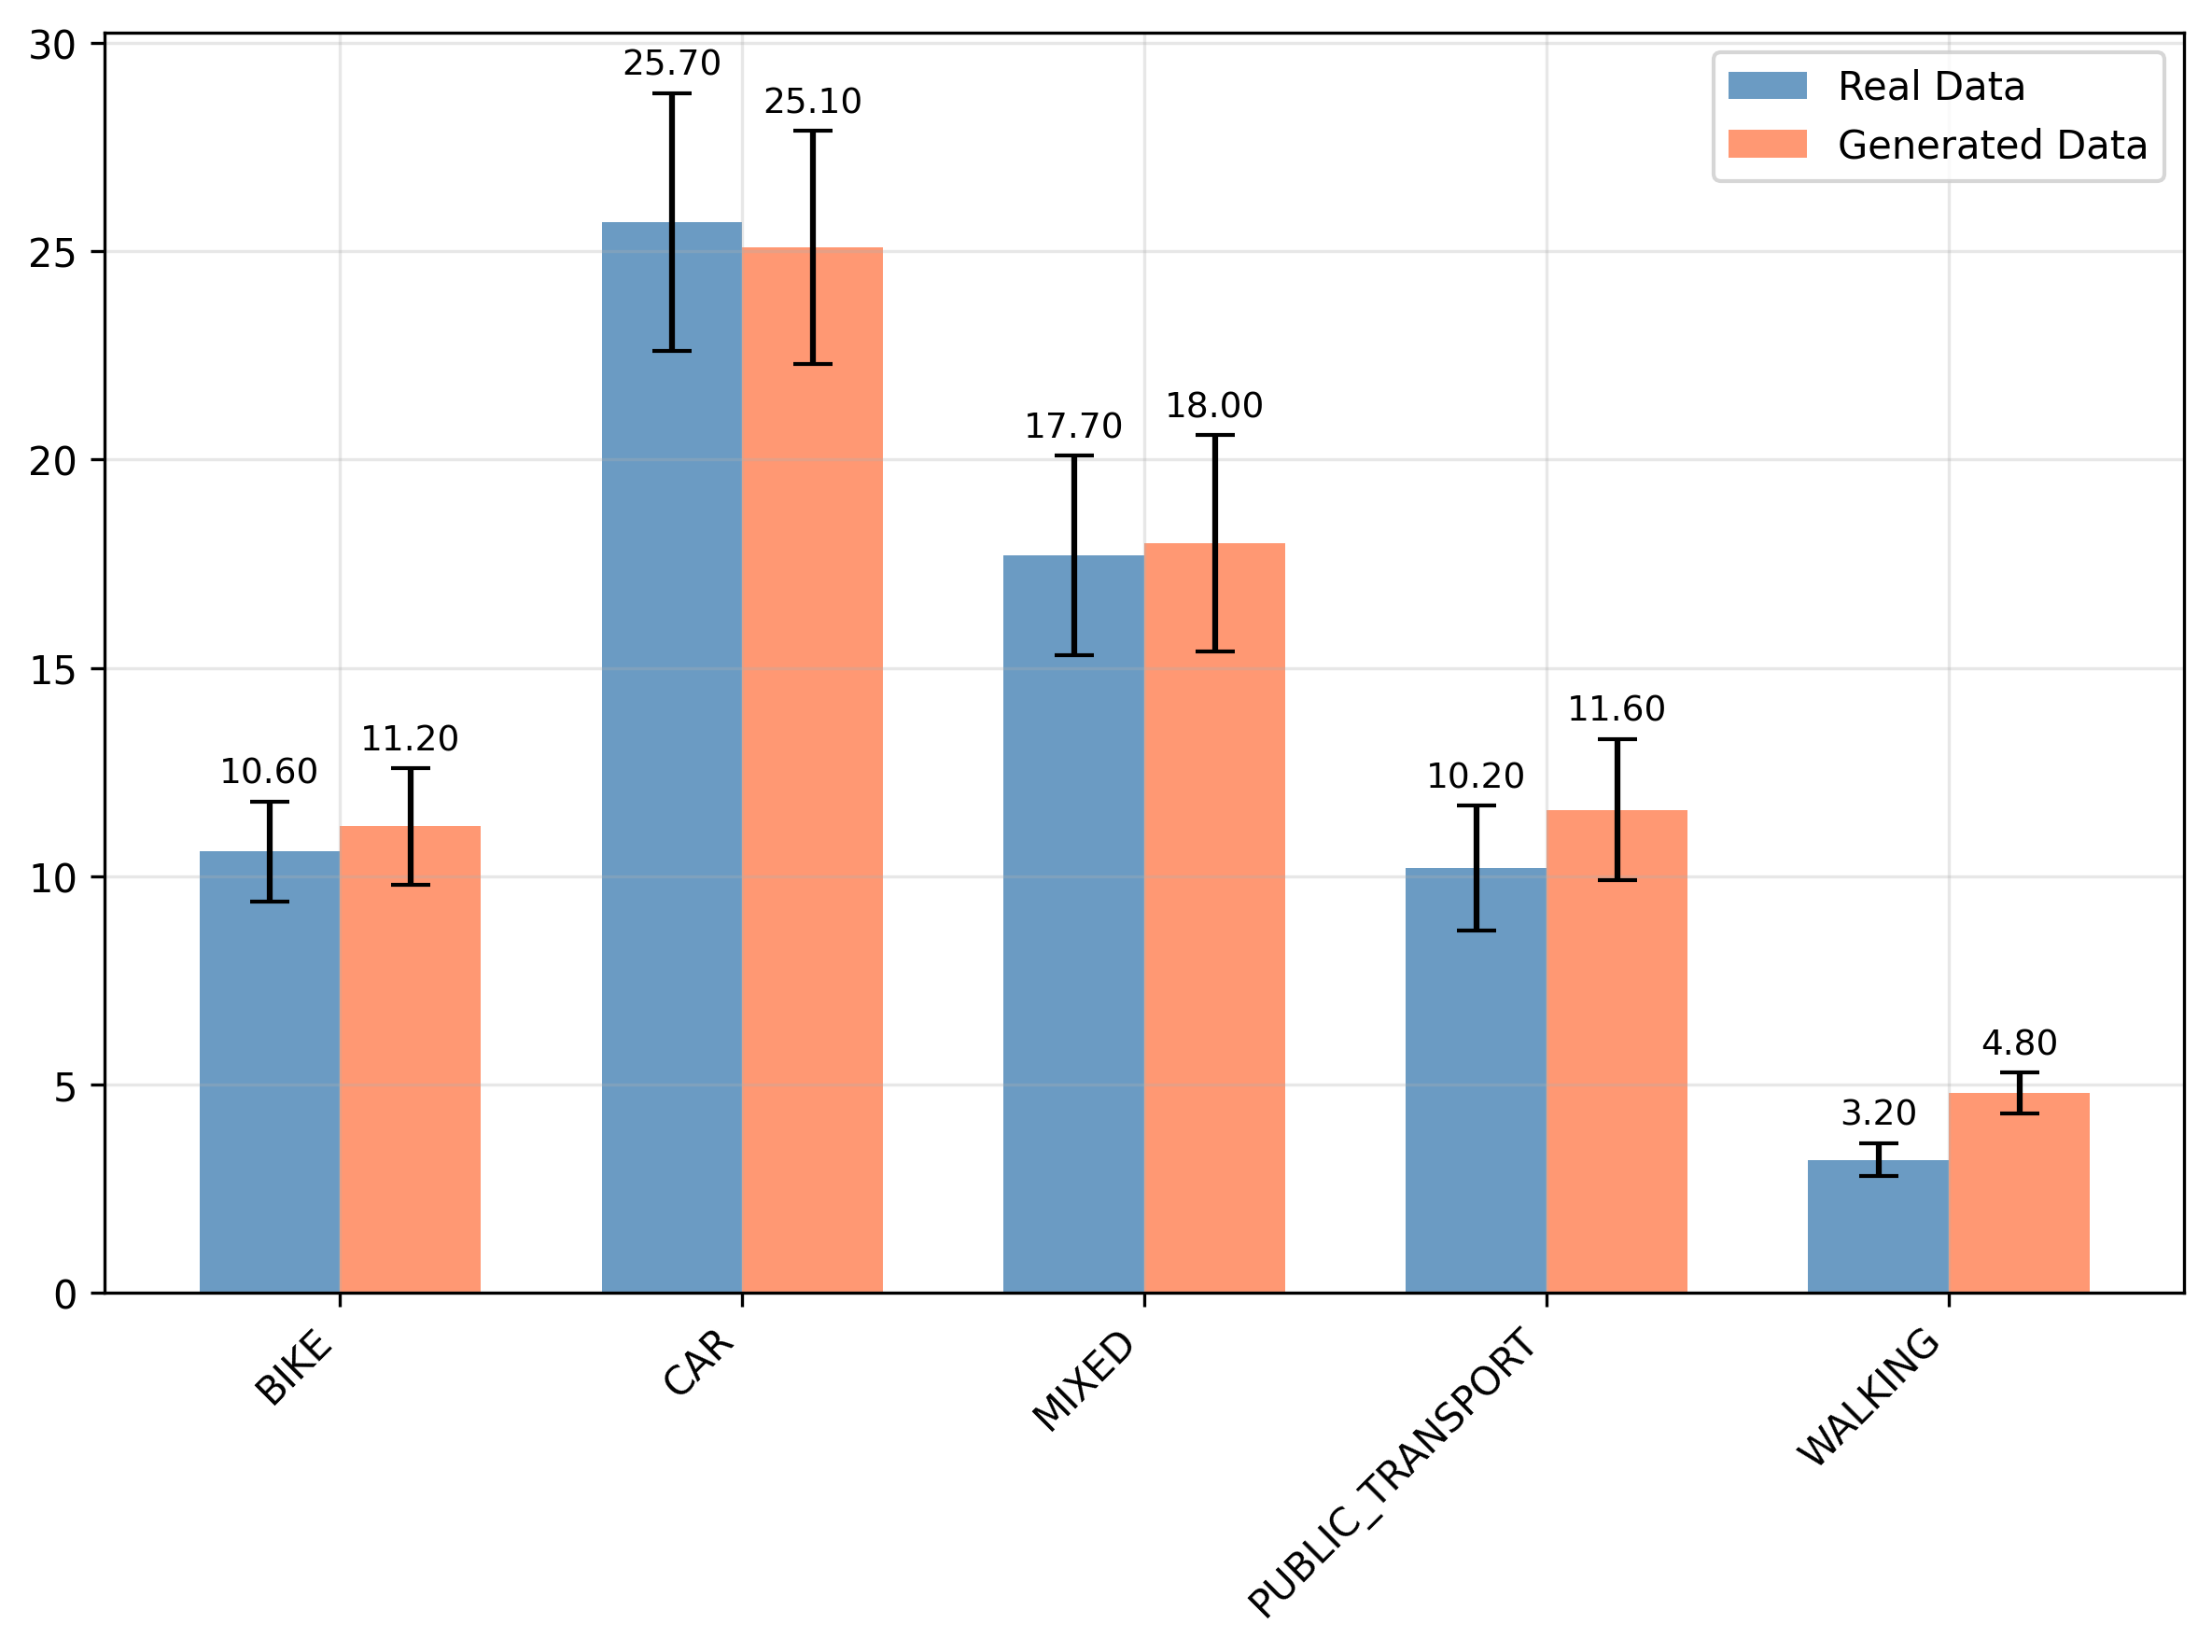 30
25
20
15
10
5
0
25.70
25.10
17.70
18.00
10.60
11.20
10.20
11.60
3.20
4.80
Real Data
Generated Data
BIKE
CAR
MIXED
PUBLIC_TRANSPORT
WALKING